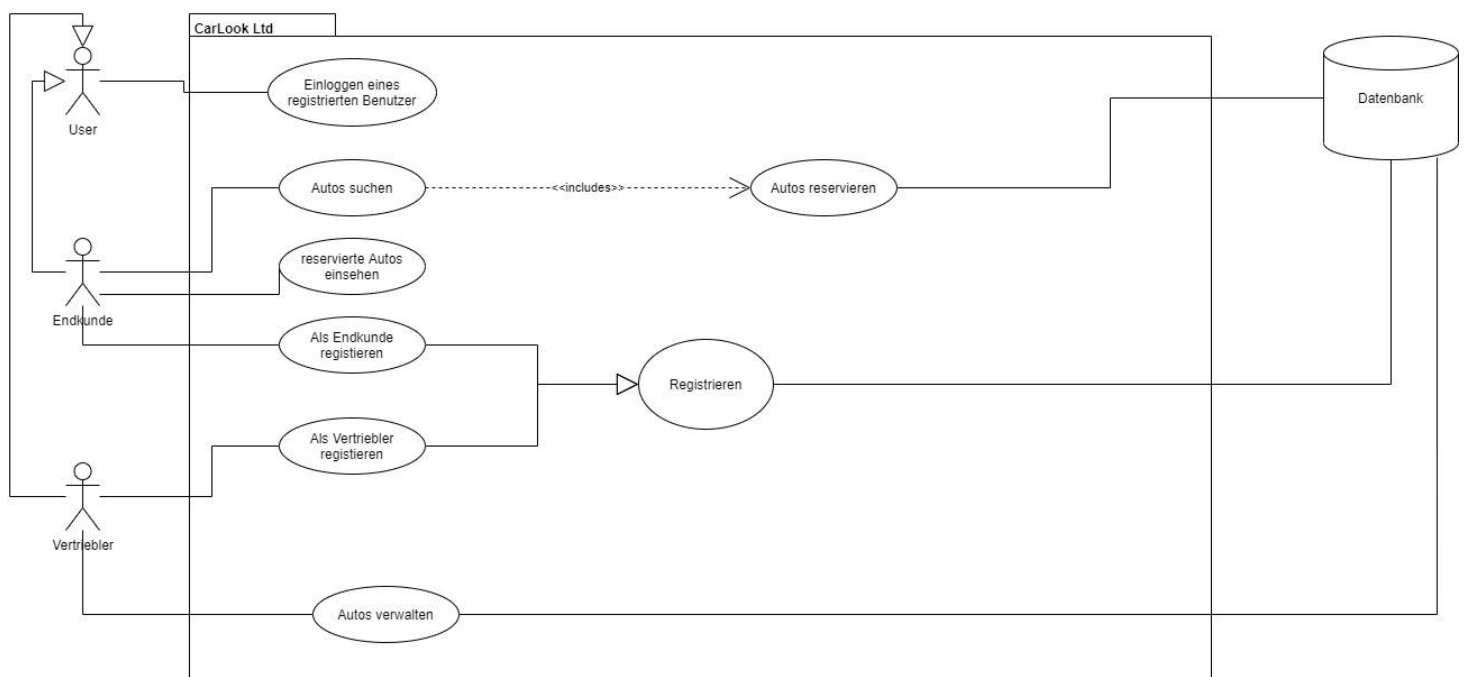 CarLook Ltd
Einloggen eines
registrierten Benutzer
User
Datenbank
Autos suchen
<<includes>>
Autos reservieren
reservierte Autos
einsehen
Endkunde
Als Endkunde
registieren
Registrieren
Als Vertriebler
registieren
Vertriebler
Autos verwalten